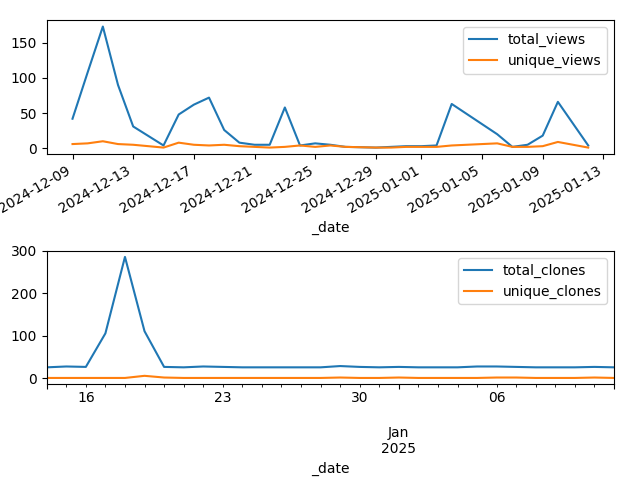 150
100
50
0
total_views
unique_views
2024-12-09
2024-12-13
2024-12-17
2024-12-21
2024-12-25
2024-12-29
2025-01-01
2025-01-05
2025-01-09
2025-01-13
_date
300
200
100
0
total_clones
unique_clones
16 23 30 06
Jan
2025
_date